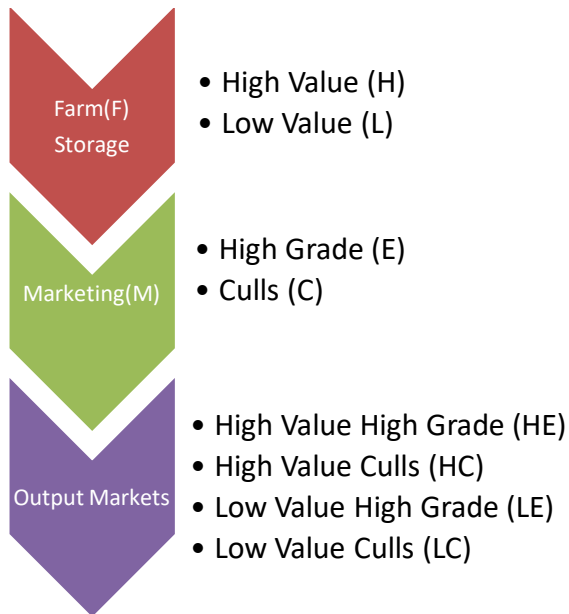 Farm(F)
Storage
• High Value (H)
• Low Value (L)
Marketing(M)
• High Grade (E)
• Culls (C)
Output Markets
• High Value High Grade (HE)
• High Value Culls (HC)
• Low Value High Grade (LE)
• Low Value Culls (LC)